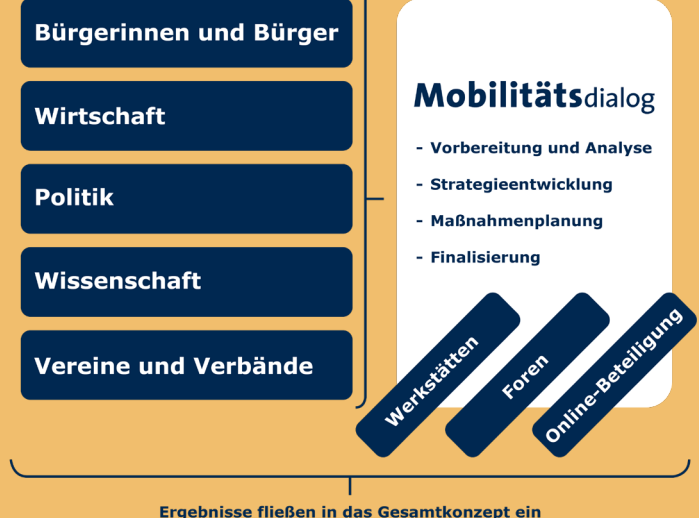 Bürgerinnen und Bürger
Wirtschaft
Politik
Wissenschaft
Vereine und Verbände
Mobilitätsdialog
- Vorbereitung und Analyse
- Strategieentwicklung
- Maßnahmenplanung
- Finalisierung
Werkstätten
Foren
Online-Beteiligung
Ergebnisse fließen in das Gesamtkonzept ein